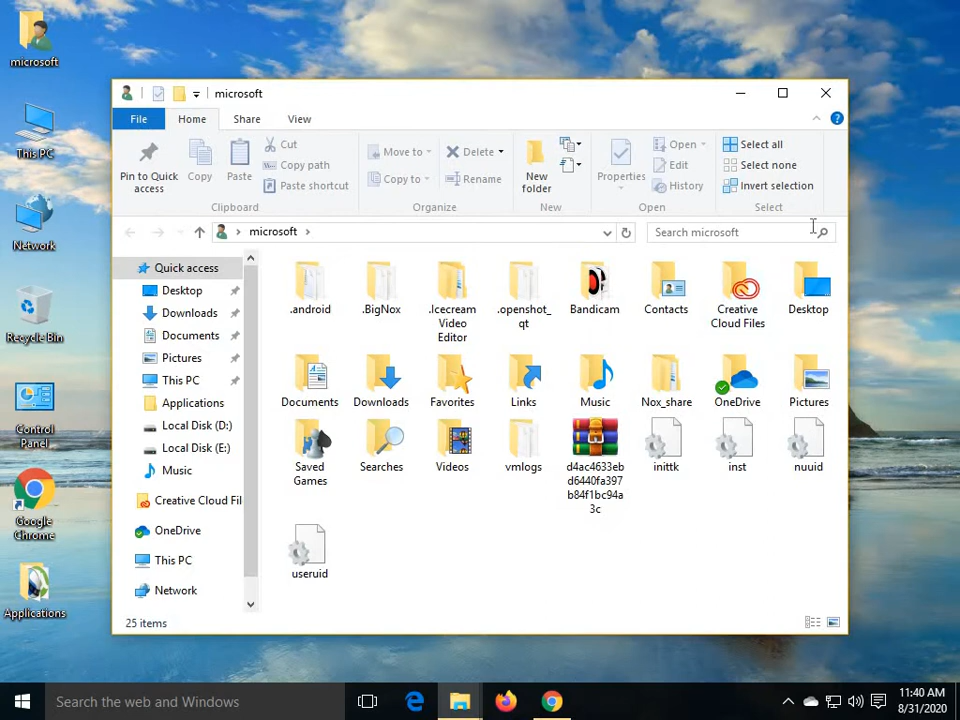 microsoft
This PC
Network
Recycle Bin
Control
Panel
Google
Chrome
Applications
microsoft
File
Home
Share
View
Pin to Quick
access
Copy
Paste
Cut
Copy path
Paste shortcut
Clipboard
Move to
Copy to
Delete
Rename
Organize
New
folder
New
Properties
Open
Edit
History
Open
Select all
Select none
Invert selection
Select
microsoft
Search microsoft
Quick access
Desktop
Downloads
Documents
Pictures
This PC
Applications
Local Disk (D:)
Local Disk (E:)
Music
Creative Cloud Fil
OneDrive
This PC
Network
.android
.BigNox
.Icecream
Video
Editor
.openshot_
qt
Bandicam
Contacts
Creative
Cloud Files
Desktop
Documents
Downloads
Favorites
Links
Music
Nox_share
OneDrive
Pictures
Saved
Games
Searches
Videos
vmlogs
d4ac4633eb
d6440fa397
b84f1bc94a
3c
inittk
inst
nuuid
useruid
25 items
Search the web and Windows
11:40 AM
8/31/2020